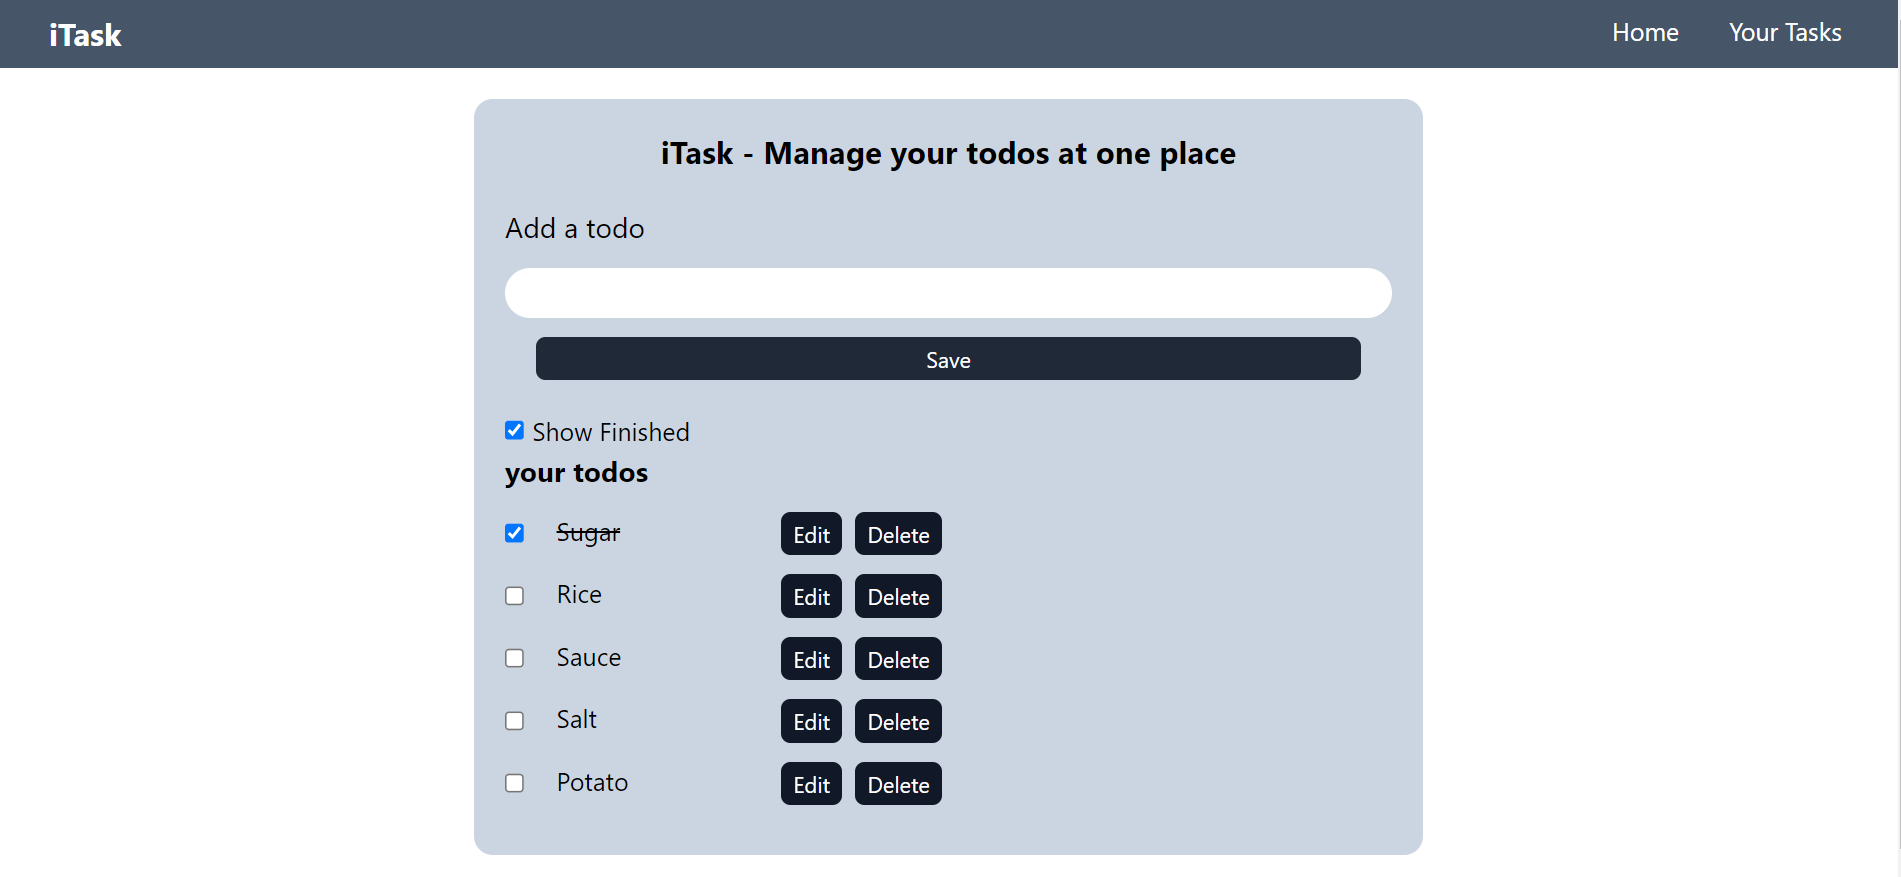 iTask Home Your Tasks
iTask - Manage your todos at one place
Add a todo
Save
Show Finished
your todos
Sugar Edit Delete
Rice Edit Delete
Sauce Edit Delete
Salt Edit Delete
Potato Edit Delete